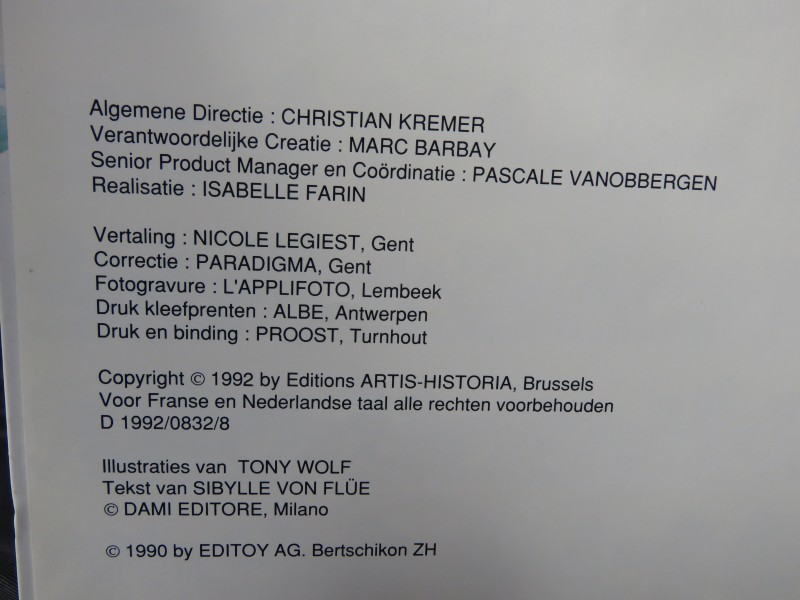 Algemene Directie : CHRISTIAN KREMER
Verantwoordelijke Creatie : MARC BARBAY
Senior Product Manager en Coördinatie : PASCALE VANOBBERGEN
Realisatie : ISABELLE FARIN
Vertaling : NICOLE LEGIEST, Gent
Correctie : PARADIGMA, Gent
Fotogravure : L'APPLIFOTO, Lembeek
Druk kleefprenten : ALBE, Antwerpen
Druk en binding : PROOST, Turnhout
Copyright © 1992 by Editions ARTIS-HISTORIA, Brussels
Voor Franse en Nederlandse taal alle rechten voorbehouden
D 1992/0832/8
Illustraties van TONY WOLF
Tekst van SIBYLLE VON FLÜE
© DAMI EDITORE, Milano
© 1990 by EDITOY AG. Bertschikon ZH